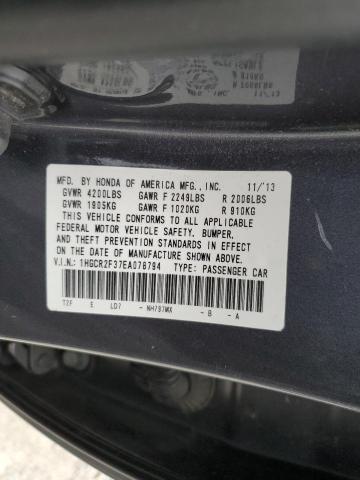 MFD. BY HONDA OF AMERICA MFG., INC. 11/13
GVWR 4200LBS GAWR F 2249LBS R 2006LBS
GVWR 1905KG GAWR F 1020KG R 910KG
THIS VEHICLE CONFORMS TO ALL APPLICABLE
FEDERAL MOTOR VEHICLE SAFETY, BUMPER,
AND THEFT PREVENTION STANDARDS IN EFFECT
ON THE DATE OF MANUFACTURE SHOWN ABOVE.
V.I.N.: 1HGCR2F37EA078794 TYPE: PASSENGER CAR
T2F E LD7 - NH797MX - B - A